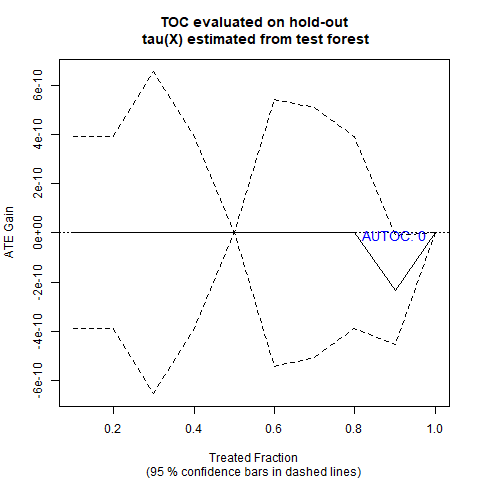 TOC evaluated on hold-out
tau(X) estimated from test forest
ATE Gain
6e-10
4e-10
2e-10
0e+00
-2e-10
-4e-10
-6e-10
AUTOC: 0
0.2 0.4 0.6 0.8 1.0
Treated Fraction
(95 % confidence bars in dashed lines)